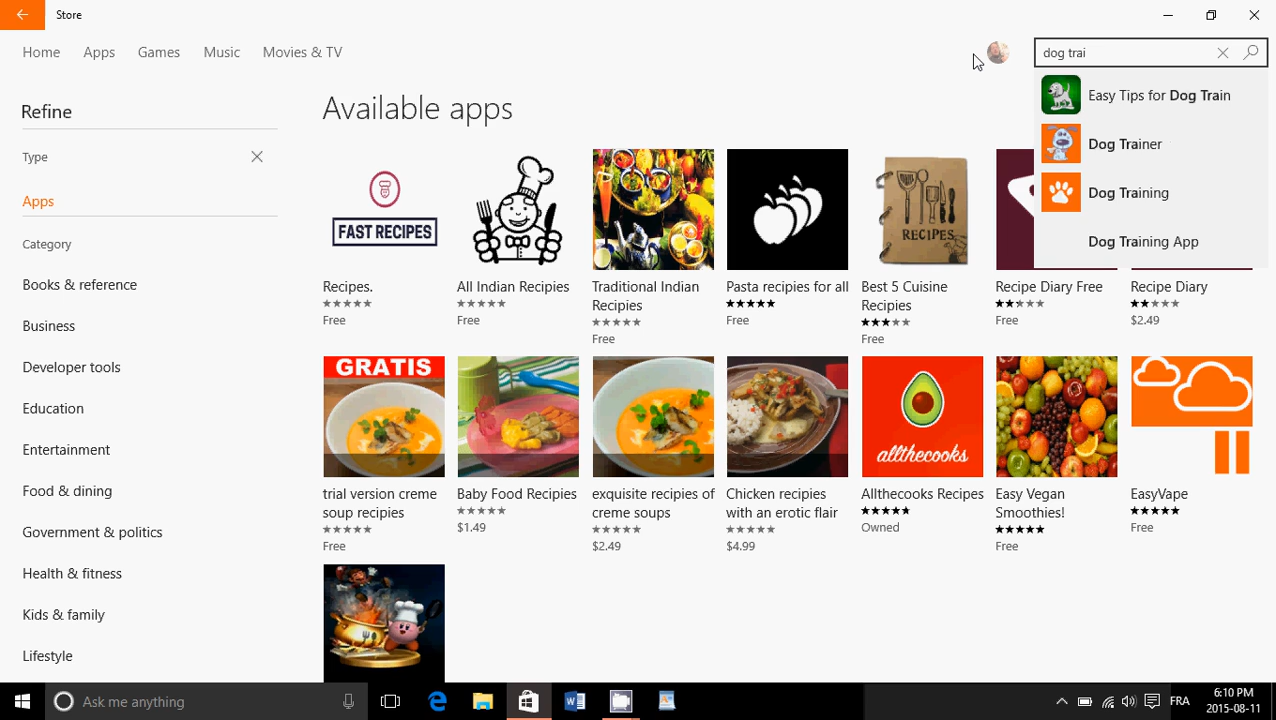 Store
Home Apps Games Music Movies & TV
dog trai
Easy Tips for Dog Train
Dog Trainer
Dog Training
Dog Training App
Refine
Type
Apps
Category
Books & reference
Business
Developer tools
Education
Entertainment
Food & dining
Government & politics
Health & fitness
Kids & family
Lifestyle
Available apps
FAST RECIPES
RECIPES
Recipes.
Free
All Indian Recipies
Free
Traditional Indian
Recipies
Free
Pasta recipies for all
Free
Best 5 Cuisine
Recipies
Free
Recipe Diary Free
Free
Recipe Diary
$2.49
GRATIS
allthecooks
trial version creme
soup recipies
Free
Baby Food Recipies
$1.49
exquisite recipies of
creme soups
$2.49
Chicken recipies
with an erotic flair
$4.99
Allthecooks Recipes
Owned
Easy Vegan
Smoothies!
Free
EasyVape
Free
Ask me anything
FRA
6:10 PM
2015-08-11